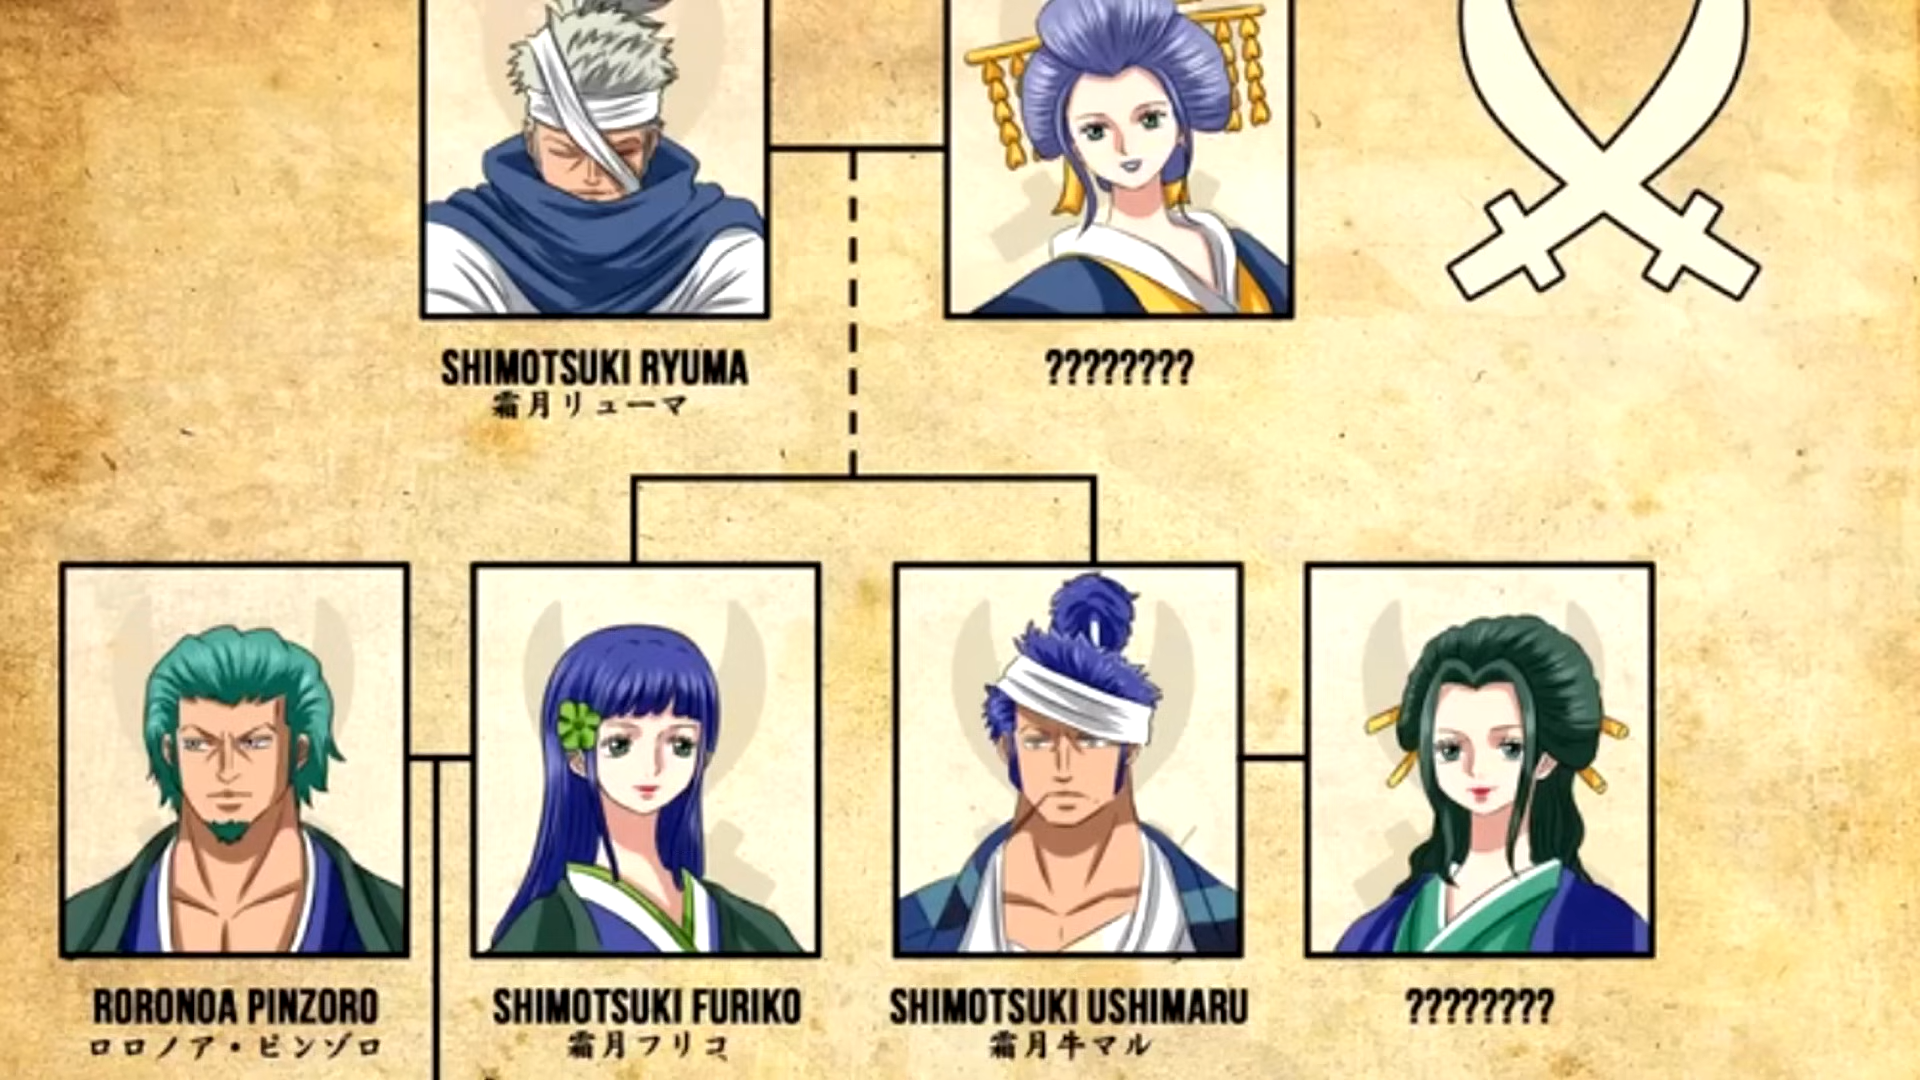 SHIMOTSUKI RYUMA
霜月リューマ
????????
RORONOA PINZORO
ロロノア・ピンゾロ
SHIMOTSUKI FURIKO
霜月フリコ
SHIMOTSUKI USHIMARU
霜月牛マル
????????